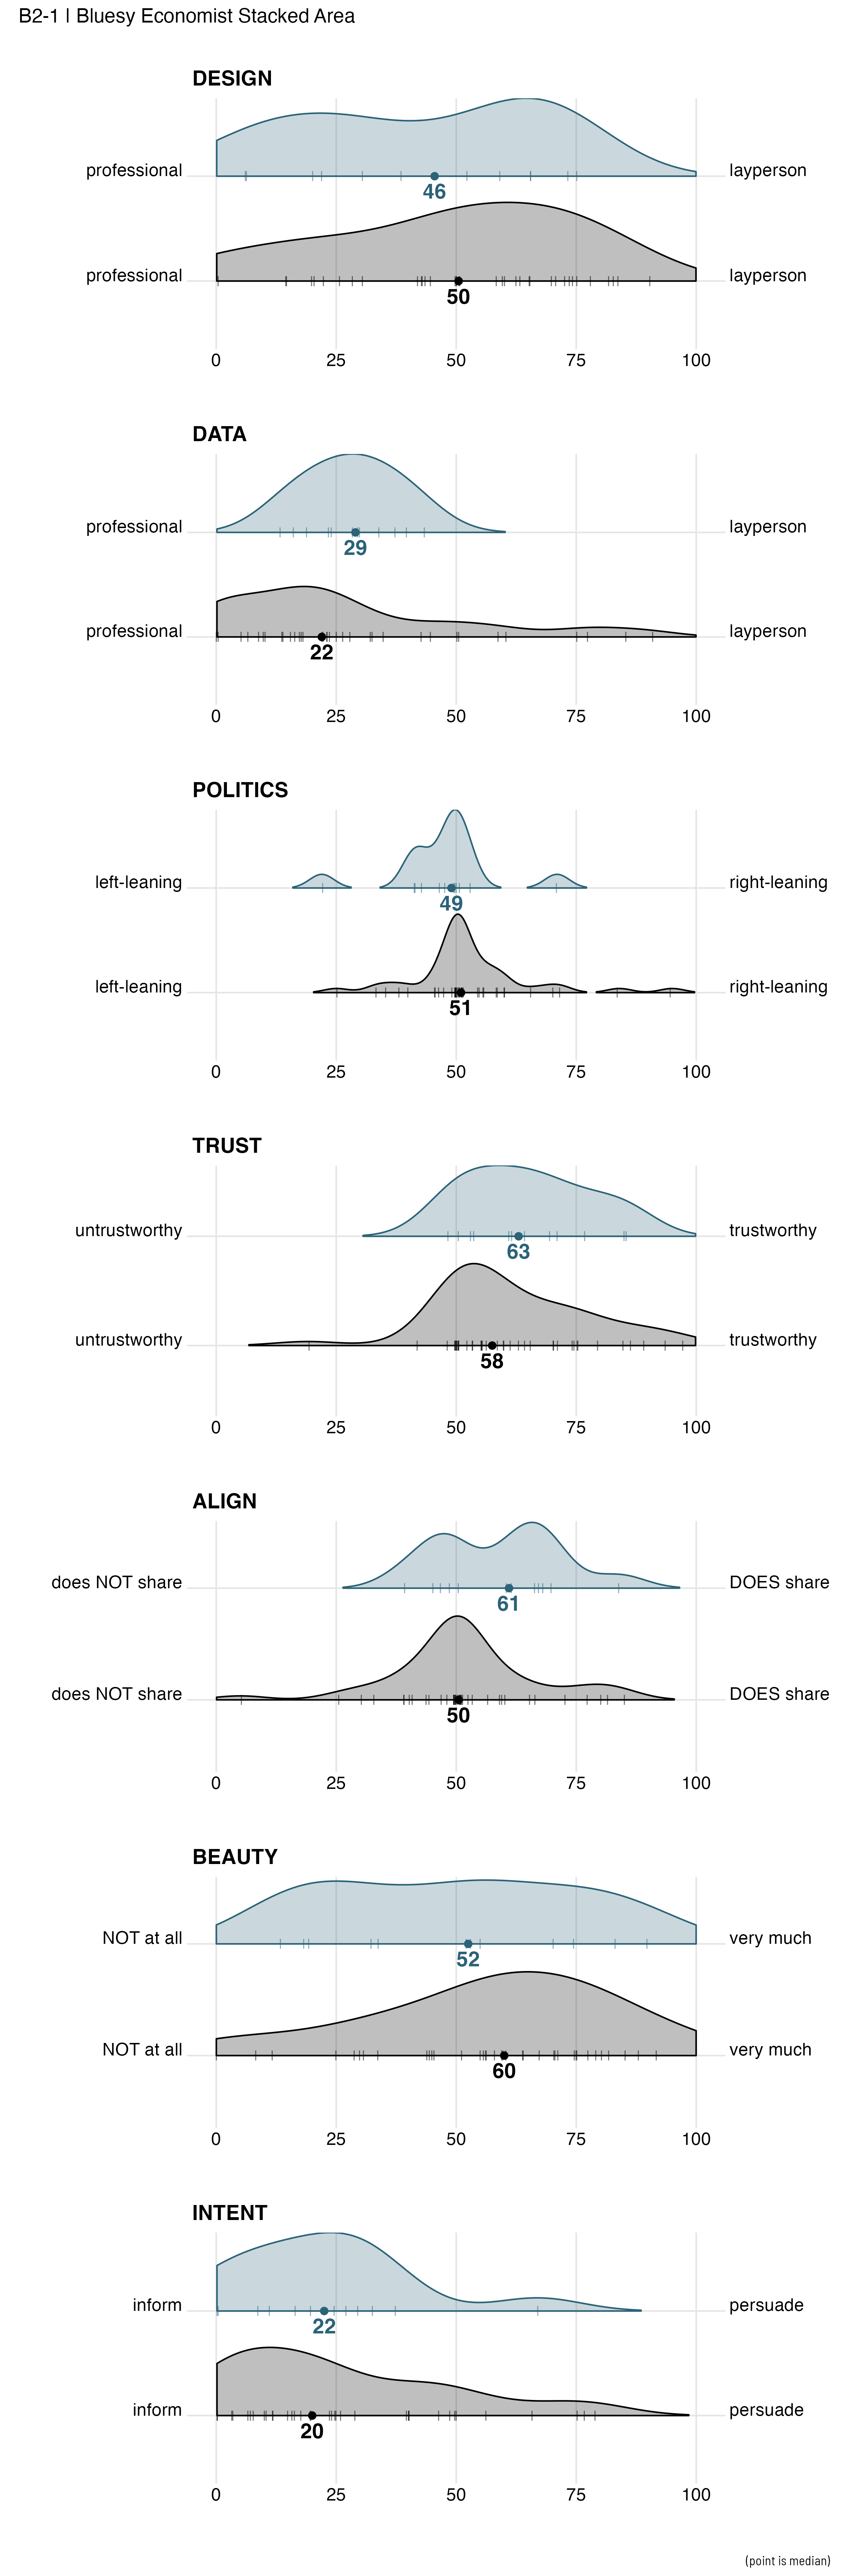 B2-1 | Bluesy Economist Stacked Area
DESIGN
professional layperson
46
professional layperson
50
0 25 50 75 100
DATA
professional layperson
29
professional layperson
22
0 25 50 75 100
POLITICS
left-leaning right-leaning
49
left-leaning right-leaning
51
0 25 50 75 100
TRUST
untrustworthy trustworthy
63
untrustworthy trustworthy
58
0 25 50 75 100
ALIGN
does NOT share DOES share
61
does NOT share DOES share
50
0 25 50 75 100
BEAUTY
NOT at all very much
52
NOT at all very much
60
0 25 50 75 100
INTENT
inform persuade
22
inform persuade
20
0 25 50 75 100
(point is median)